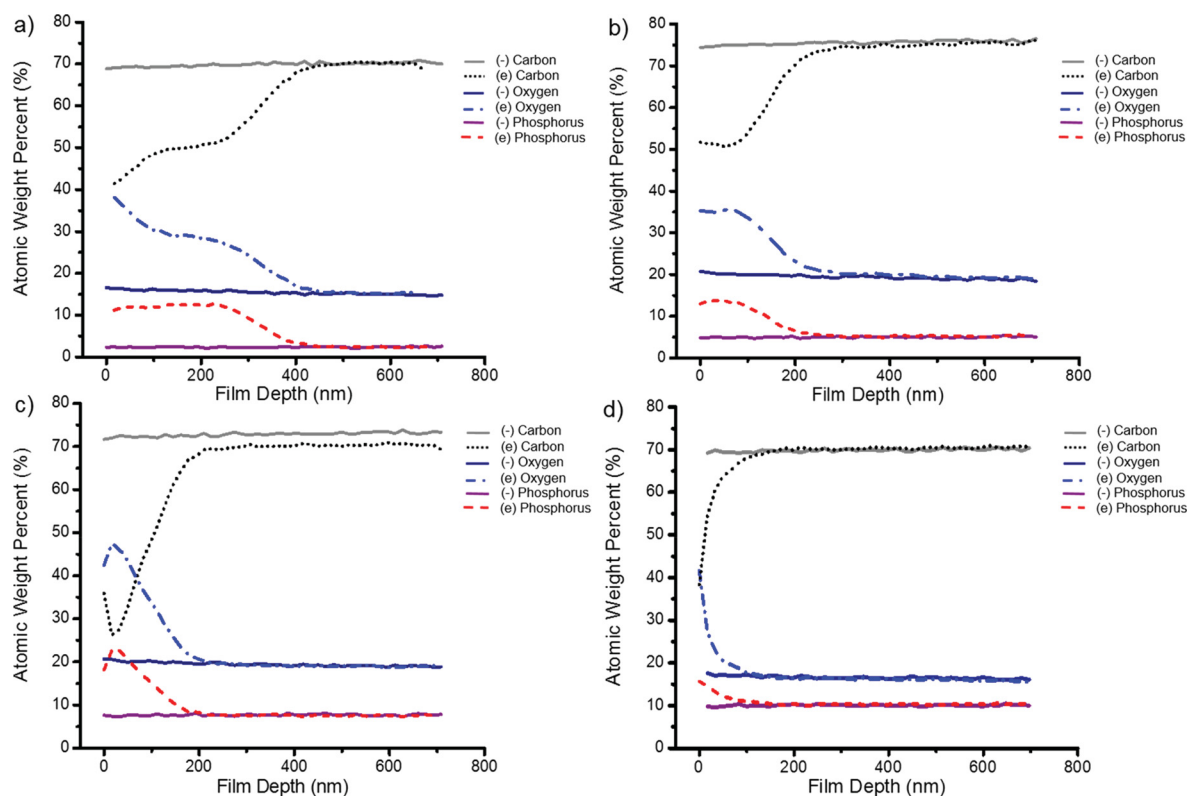 a)
Atomic Weight Percent (%)
80
70
60
50
40
30
20
10
0
0 200 400 600 800
Film Depth (nm)
(-) Carbon
(e) Carbon
(-) Oxygen
(e) Oxygen
(-) Phosphorus
(e) Phosphorus
b)
Atomic Weight Percent (%)
80
70
60
50
40
30
20
10
0
0 200 400 600 800
Film Depth (nm)
(-) Carbon
(e) Carbon
(-) Oxygen
(e) Oxygen
(-) Phosphorus
(e) Phosphorus
c)
Atomic Weight Percent (%)
80
70
60
50
40
30
20
10
0
0 200 400 600 800
Film Depth (nm)
(-) Carbon
(e) Carbon
(-) Oxygen
(e) Oxygen
(-) Phosphorus
(e) Phosphorus
d)
Atomic Weight Percent (%)
80
70
60
50
40
30
20
10
0
0 200 400 600 800
Film Depth (nm)
(-) Carbon
(e) Carbon
(-) Oxygen
(e) Oxygen
(-) Phosphorus
(e) Phosphorus